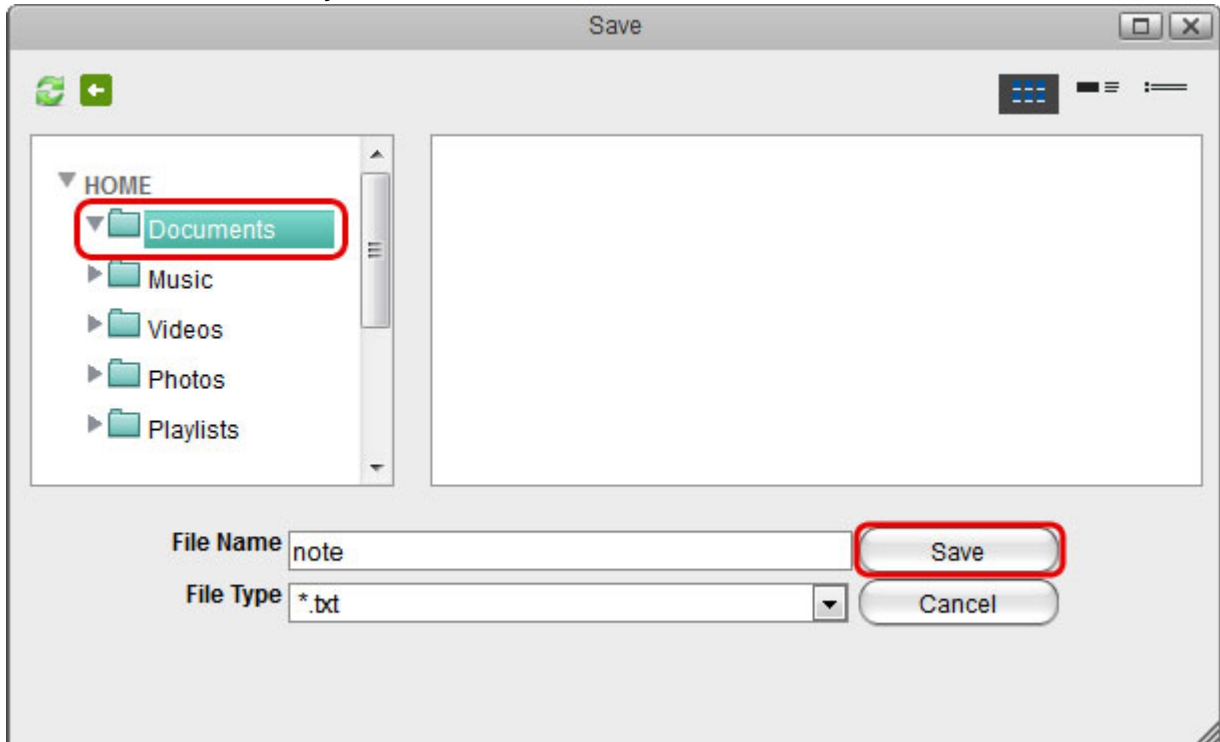 Save
HOME
Documents
Music
Videos
Photos
Playlists
File Name note
Save
File Type *.txt
Cancel